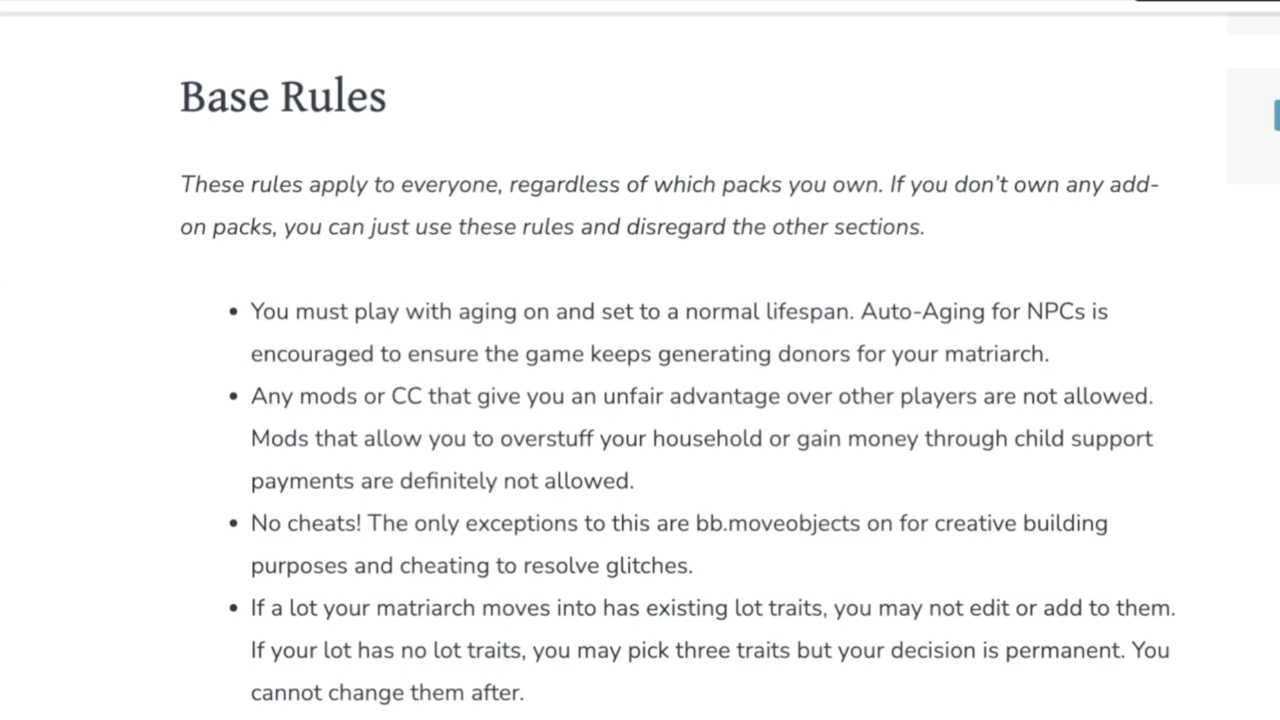 Base Rules
These rules apply to everyone, regardless of which packs you own. If you don't own any add-
on packs, you can just use these rules and disregard the other sections.
• You must play with aging on and set to a normal lifespan. Auto-Aging for NPCs is
encouraged to ensure the game keeps generating donors for your matriarch.
• Any mods or CC that give you an unfair advantage over other players are not allowed.
Mods that allow you to overstuff your household or gain money through child support
payments are definitely not allowed.
• No cheats! The only exceptions to this are bb.moveobjects on for creative building
purposes and cheating to resolve glitches.
• If a lot your matriarch moves into has existing lot traits, you may not edit or add to them.
If your lot has no lot traits, you may pick three traits but your decision is permanent. You
cannot change them after.